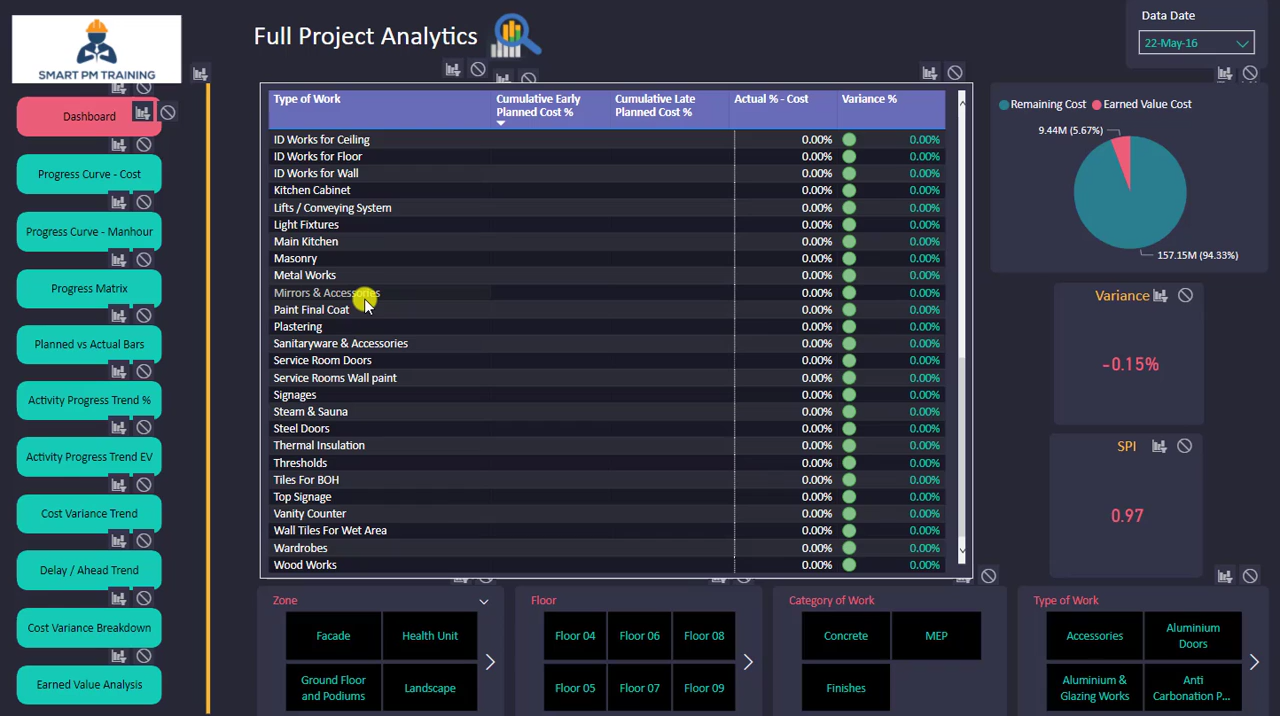 SMART PM TRAINING
Full Project Analytics
Data Date
22-May-16
Dashboard
Progress Curve - Cost
Progress Curve - Manhour
Progress Matrix
Planned vs Actual Bars
Activity Progress Trend %
Activity Progress Trend EV
Cost Variance Trend
Delay / Ahead Trend
Cost Variance Breakdown
Earned Value Analysis
Type of Work
Cumulative Early
Planned Cost %
Cumulative Late
Planned Cost %
Actual % - Cost
Variance %
ID Works for Ceiling 0.00% 0.00%
ID Works for Floor 0.00% 0.00%
ID Works for Wall 0.00% 0.00%
Kitchen Cabinet 0.00% 0.00%
Lifts / Conveying System 0.00% 0.00%
Light Fixtures 0.00% 0.00%
Main Kitchen 0.00% 0.00%
Masonry 0.00% 0.00%
Metal Works 0.00% 0.00%
Mirrors & Accessories 0.00% 0.00%
Paint Final Coat 0.00% 0.00%
Plastering 0.00% 0.00%
Sanitaryware & Accessories 0.00% 0.00%
Service Room Doors 0.00% 0.00%
Service Rooms Wall paint 0.00% 0.00%
Signages 0.00% 0.00%
Steam & Sauna 0.00% 0.00%
Steel Doors 0.00% 0.00%
Thermal Insulation 0.00% 0.00%
Thresholds 0.00% 0.00%
Tiles For BOH 0.00% 0.00%
Top Signage 0.00% 0.00%
Vanity Counter 0.00% 0.00%
Wall Tiles For Wet Area 0.00% 0.00%
Wardrobes 0.00% 0.00%
Wood Works 0.00% 0.00%
Remaining Cost Earned Value Cost
9.44M (5.67%)
157.15M (94.33%)
Variance
-0.15%
SPI
0.97
Zone
Facade
Health Unit
Ground Floor
and Podiums
Landscape
Floor
Floor 04
Floor 06
Floor 08
Floor 05
Floor 07
Floor 09
Category of Work
Concrete
MEP
Finishes
Type of Work
Accessories
Aluminium
Doors
Aluminium &
Glazing Works
Anti
Carbonation P...